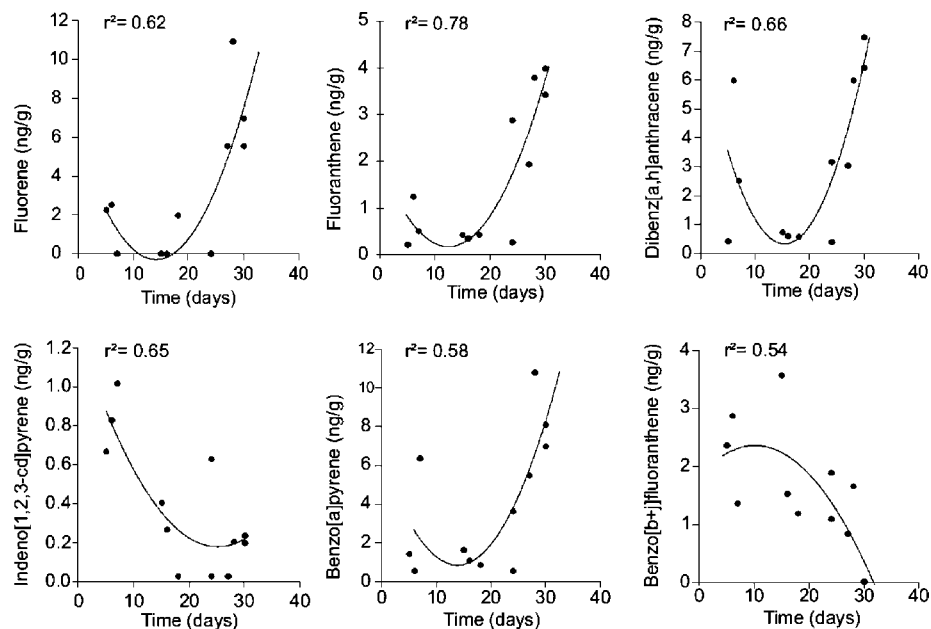 r²= 0.62
Fluorene (ng/g)
12
10
8
6
4
2
0
0 10 20 30 40
Time (days)
r²= 0.78
Fluoranthene (ng/g)
5
4
3
2
1
0
0 10 20 30 40
Time (days)
r²= 0.66
Dibenz[a,h]anthracene (ng/g)
8
7
6
5
4
3
2
1
0
0 10 20 30 40
Time (days)
r²= 0.65
Indeno[1,2,3-cd]pyrene (ng/g)
1.2
1.0
0.8
0.6
0.4
0.2
0.0
0 10 20 30 40
Time (days)
r²= 0.58
Benzo[a]pyrene (ng/g)
12
10
8
6
4
2
0
0 10 20 30 40
Time (days)
r²= 0.54
Benzo[b+j]fluoranthene (ng/g)
4
3
2
1
0
0 10 20 30 40
Time (days)